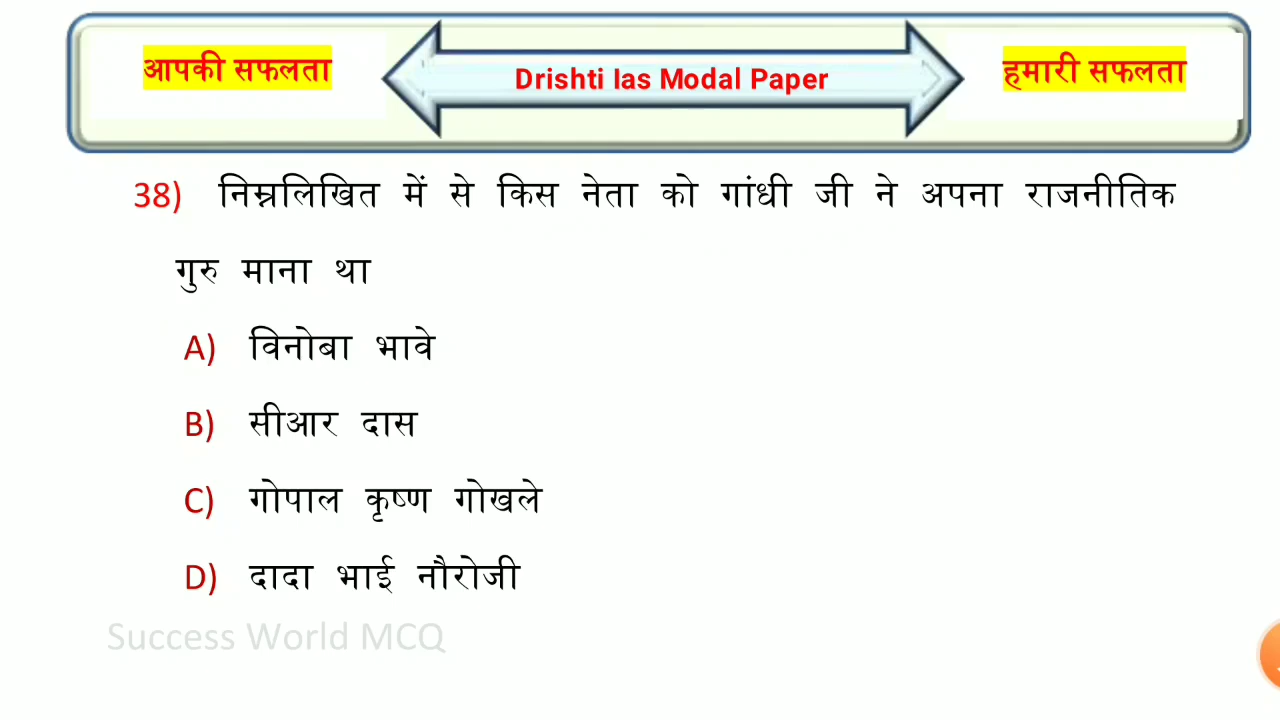 आपकी सफलता Drishti Ias Modal Paper हमारी सफलता
38) निम्नलिखित में से किस नेता को गांधी जी ने अपना राजनीतिक
गुरु माना था
A) विनोबा भावे
B) सीआर दास
C) गोपाल कृष्ण गोखले
D) दादा भाई नौरोजी
Success World MCQ